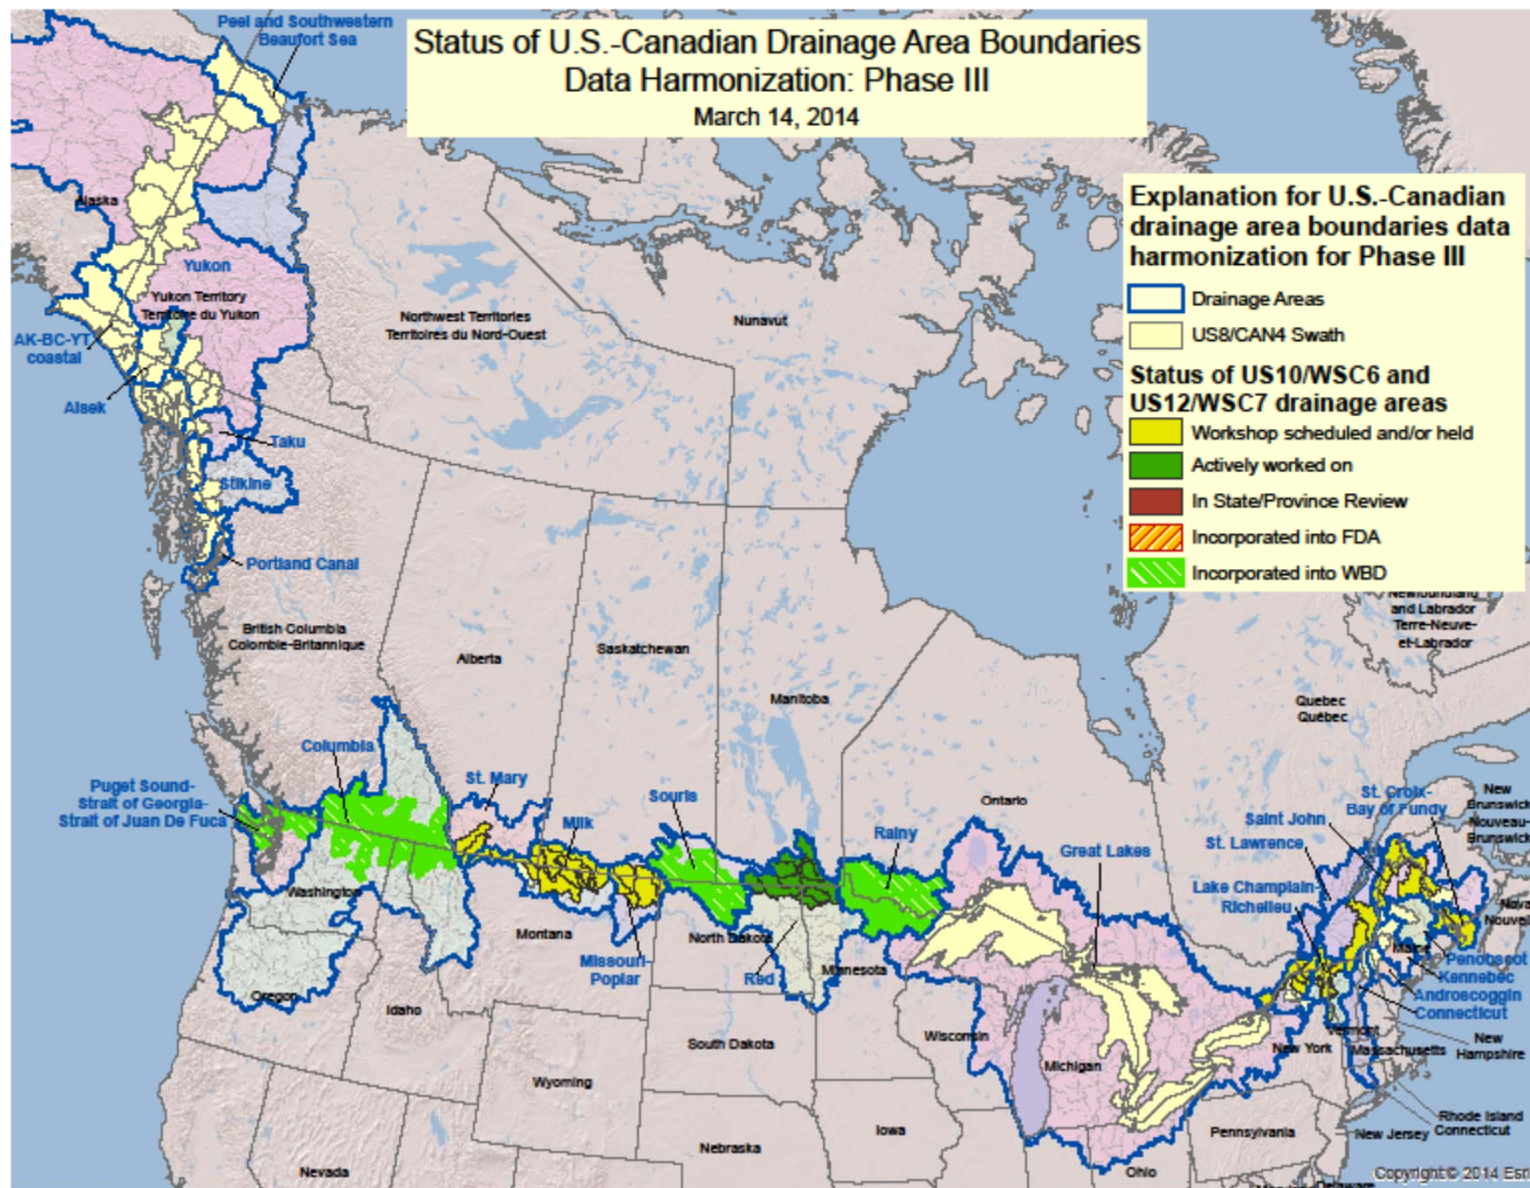 Status of U.S.-Canadian Drainage Area Boundaries
Data Harmonization: Phase III
March 14, 2014
Peel and Southwestern
Beaufort Sea
Alaska
Yukon
Yukon Territory
Territoire du Yukon
AK-BC-YT
coastal
Alsek
Taku
Stikine
Portland Canal
Northwest Territories
Territoires du Nord-Ouest
Nunavut
Explanation for U.S.-Canadian
drainage area boundaries data
harmonization for Phase III
Drainage Areas
US8/CAN4 Swath
Status of US10/WSC6 and
US12/WSC7 drainage areas
Workshop scheduled and/or held
Actively worked on
In State/Province Review
Incorporated into FDA
Incorporated into WBD
Newfoundland
and Labrador
Terre-Neuve-
et-Labrador
British Columbia
Colombie-Britannique
Alberta
Saskatchewan
Manitoba
Ontario
Quebec
Québec
Columbia
Puget Sound-
Strait of Georgia-
Strait of Juan De Fuca
St. Mary
Milk
Souris
Rainy
Great Lakes
Saint John
St. Lawrence
St. Croix-
Bay of Fundy
New
Brunswick
Nouveau-
Brunswick
Lake Champlain-
Richelieu
Nova
Nouvel
Washington
Oregon
Idaho
Montana
Missouri-
Poplar
North Dakota
Red
Minnesota
Maine
Penobscot
Kennebec
Androscoggin
Connecticut
Wisconsin
Michigan
New York
Vermont
Massachusetts
New
Hampshire
South Dakota
Wyoming
Nebraska
Iowa
Nevada
Ohio
Pennsylvania
New Jersey
Rhode Island
Connecticut
Copyright:© 2014 Esri
Delaware